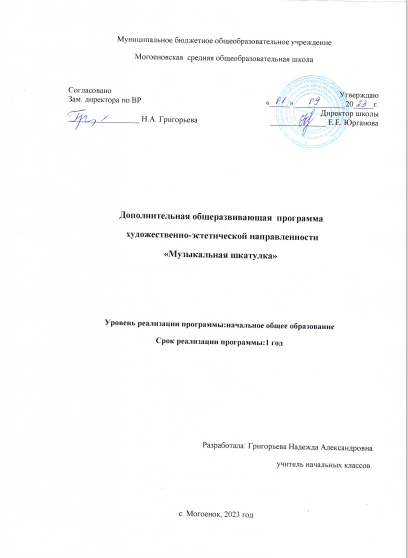 Муниципальное бюджетное общеобразовательное учреждение
Могоеновская средняя общеобразовательная школа
Согласовано
Зам. директора по ВР
Н.А. Григорьева
Утверждаю
« 01 » 09 20 23 г.
Директор школы
Е.Е. Юрганова
Дополнительная общеразвивающая программа
художественно-эстетической направленности
«Музыкальная шкатулка»
Уровень реализации программы:начальное общее образование
Срок реализации программы:1 год
Разработала: Григорьева Надежда Александровна
учитель начальных классов.
с. Могоенок, 2023 год